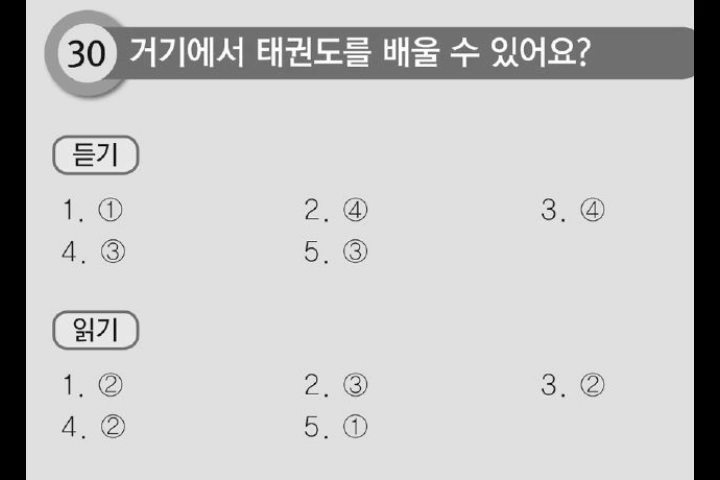 30 거기에서 태권도를 배울 수 있어요?
듣기
1. ① 2. ④ 3. ④
4. ③ 5. ③
읽기
1. ② 2. ③ 3. ②
4. ② 5. ①